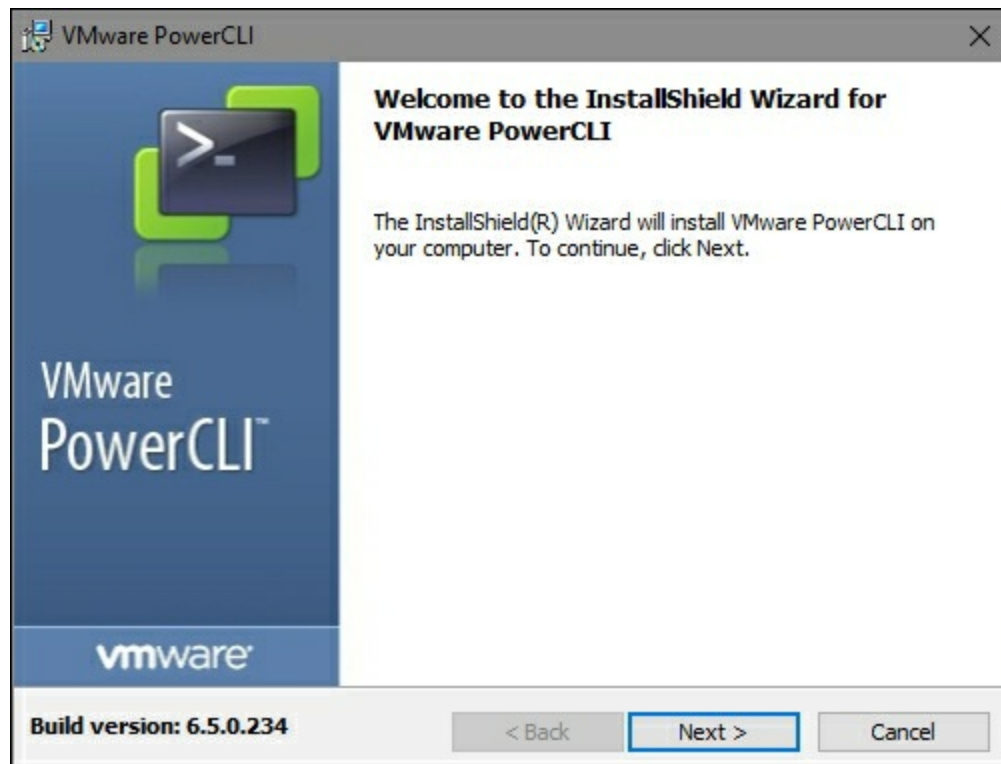 VMware PowerCLI
Welcome to the InstallShield Wizard for
VMware PowerCLI
The InstallShield(R) Wizard will install VMware PowerCLI on
your computer. To continue, click Next.
>_
VMware
PowerCLI™
vmware®
Build version: 6.5.0.234
< Back
Next >
Cancel